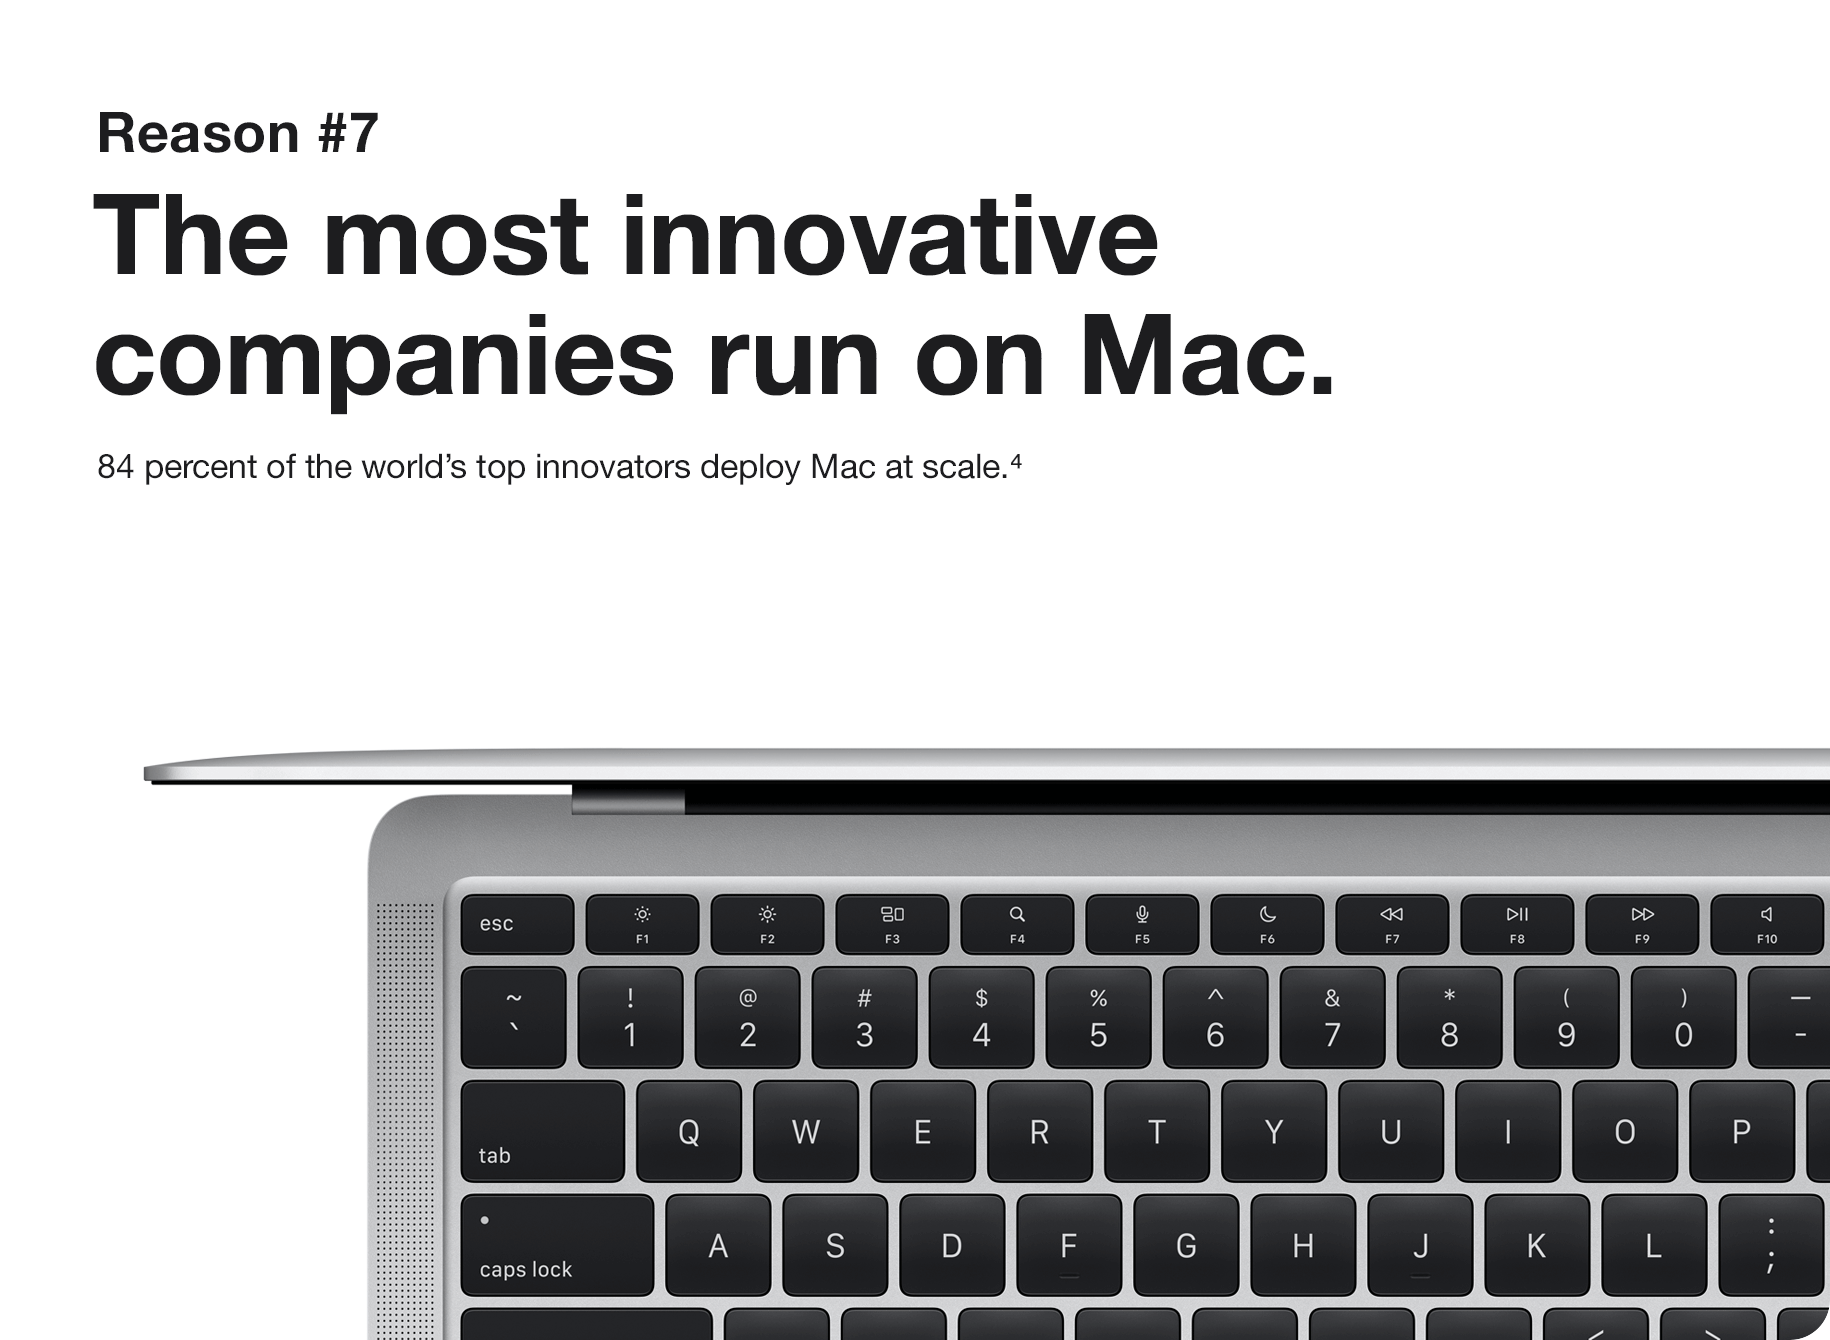 Reason #7
The most innovative
companies run on Mac.
84 percent of the world’s top innovators deploy Mac at scale.⁴
esc F1 F2 F3 F4 F5 F6 F7 F8 F9 F10
~ ! @ # $ % ^ & * ( ) —
` 1 2 3 4 5 6 7 8 9 0 -
tab Q W E R T Y U I O P
caps lock A S D F G H J K L : ;
< >